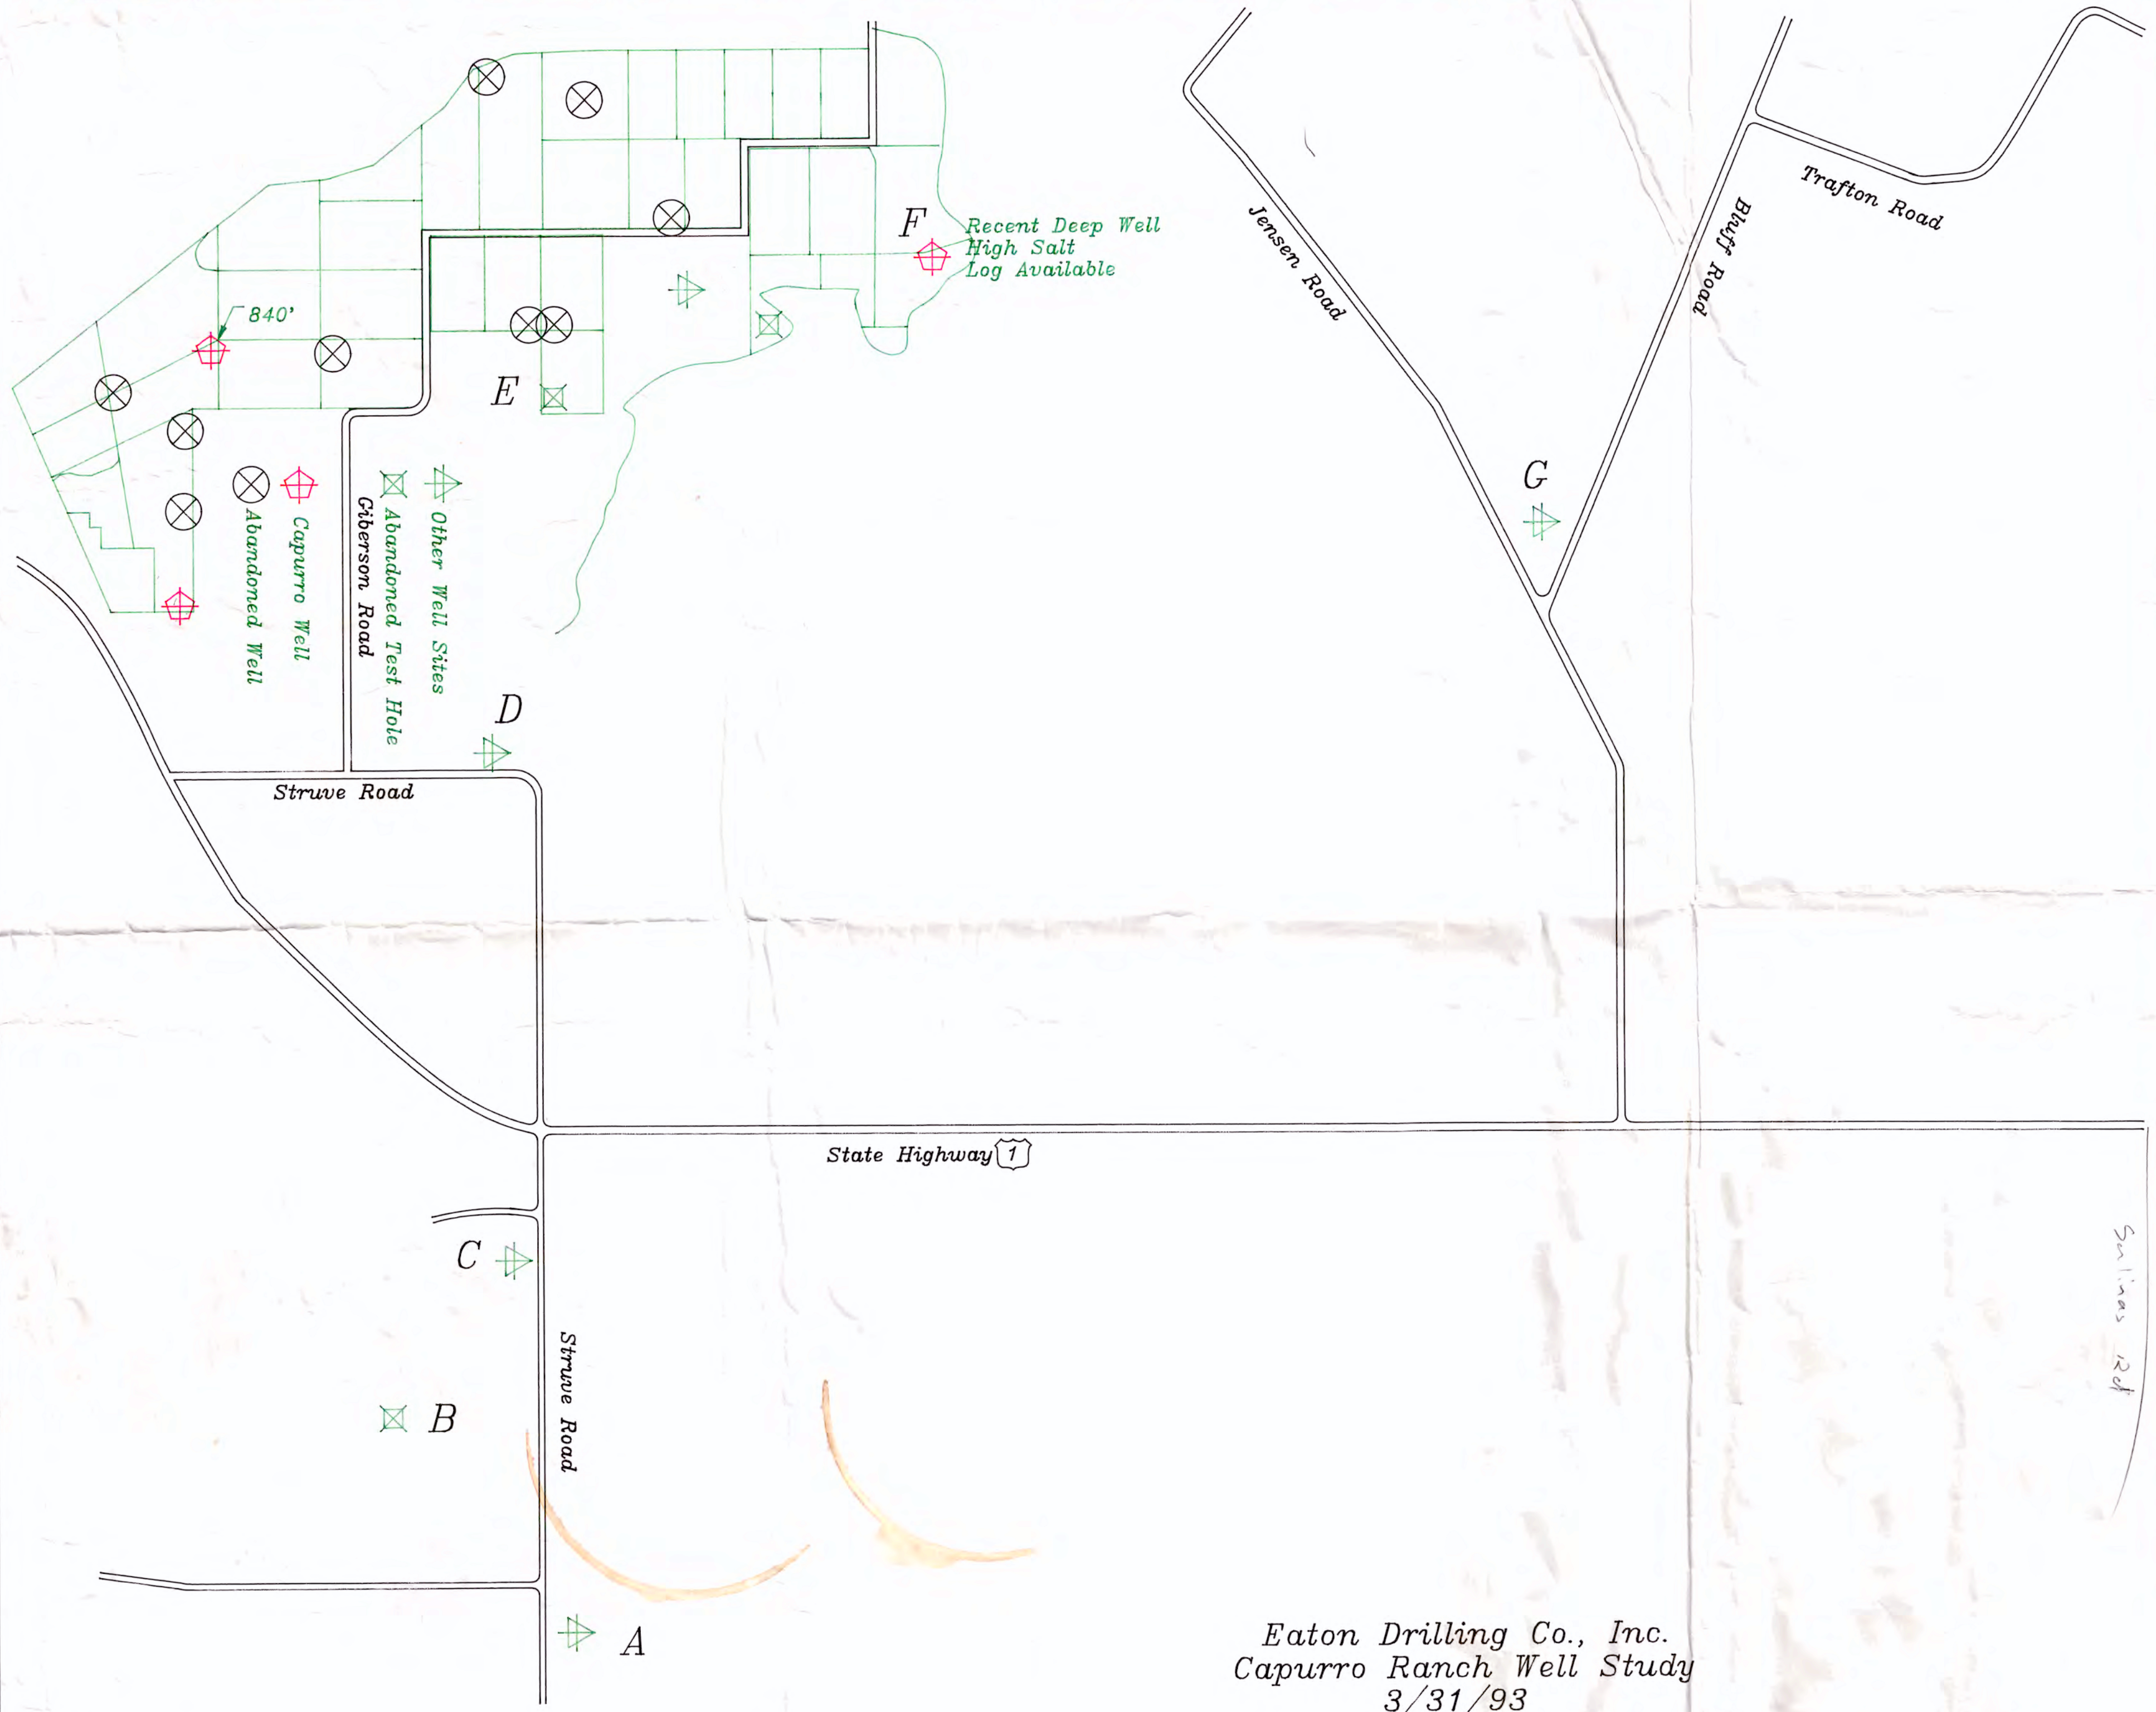 F
Recent Deep Well
High Salt
Log Available
Jensen Road
Bluff Road
Trafton Road
840'
E
G
Other Well Sites
Abandoned Test Hole
Giberson Road
Capurro Well
Abandoned Well
D
Struve Road
State Highway 1
C
Struve Road
B
A
Salinas Rd
Eaton Drilling Co., Inc.
Capurro Ranch Well Study
3/31/93